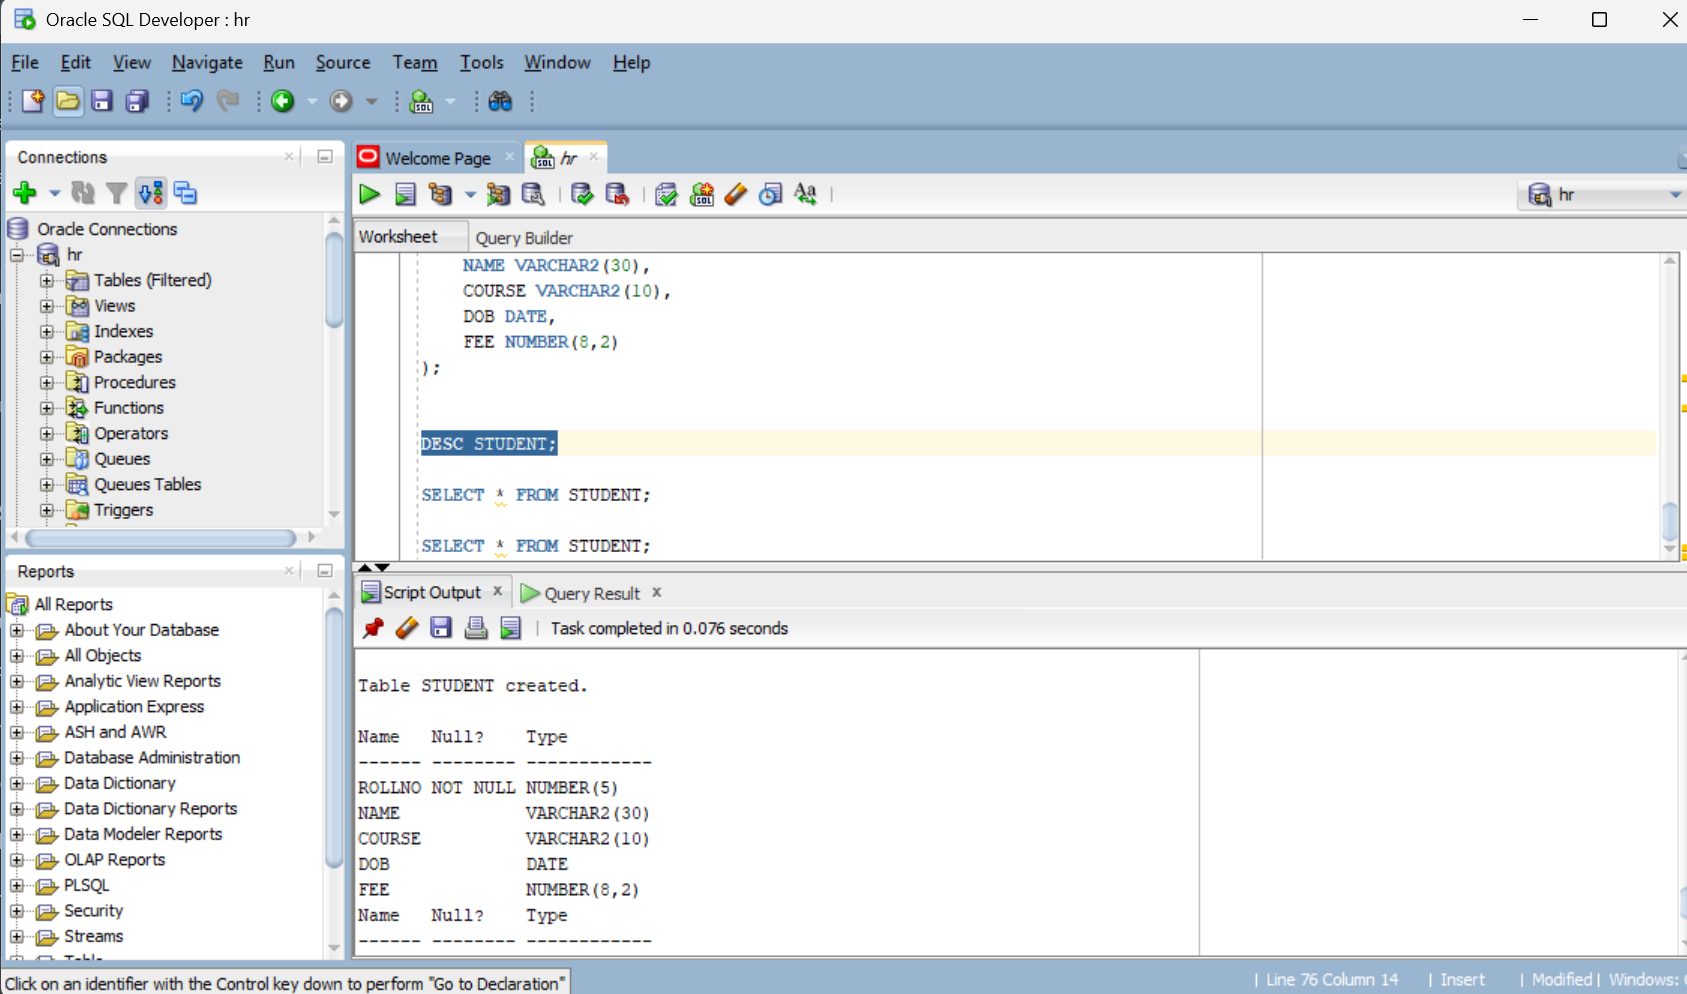 Oracle SQL Developer : hr
File Edit View Navigate Run Source Team Tools Window Help
Connections
Oracle Connections
hr
Tables (Filtered)
Views
Indexes
Packages
Procedures
Functions
Operators
Queues
Queues Tables
Triggers
Reports
All Reports
About Your Database
All Objects
Analytic View Reports
Application Express
ASH and AWR
Database Administration
Data Dictionary
Data Dictionary Reports
Data Modeler Reports
OLAP Reports
PLSQL
Security
Streams
Welcome Page hr
hr
Worksheet Query Builder
NAME VARCHAR2(30),
COURSE VARCHAR2(10),
DOB DATE,
FEE NUMBER(8,2)
);
DESC STUDENT;
SELECT * FROM STUDENT;
SELECT * FROM STUDENT;
Script Output Query Result
Task completed in 0.076 seconds
Table STUDENT created.
Name   Null?    Type
------ -------- ------------
ROLLNO NOT NULL NUMBER(5)
NAME            VARCHAR2(30)
COURSE          VARCHAR2(10)
DOB             DATE
FEE             NUMBER(8,2)
Name   Null?    Type
------ -------- ------------
Click on an identifier with the Control key down to perform "Go to Declaration"
| Line 76 Column 14 | Insert | Modified | Windows: